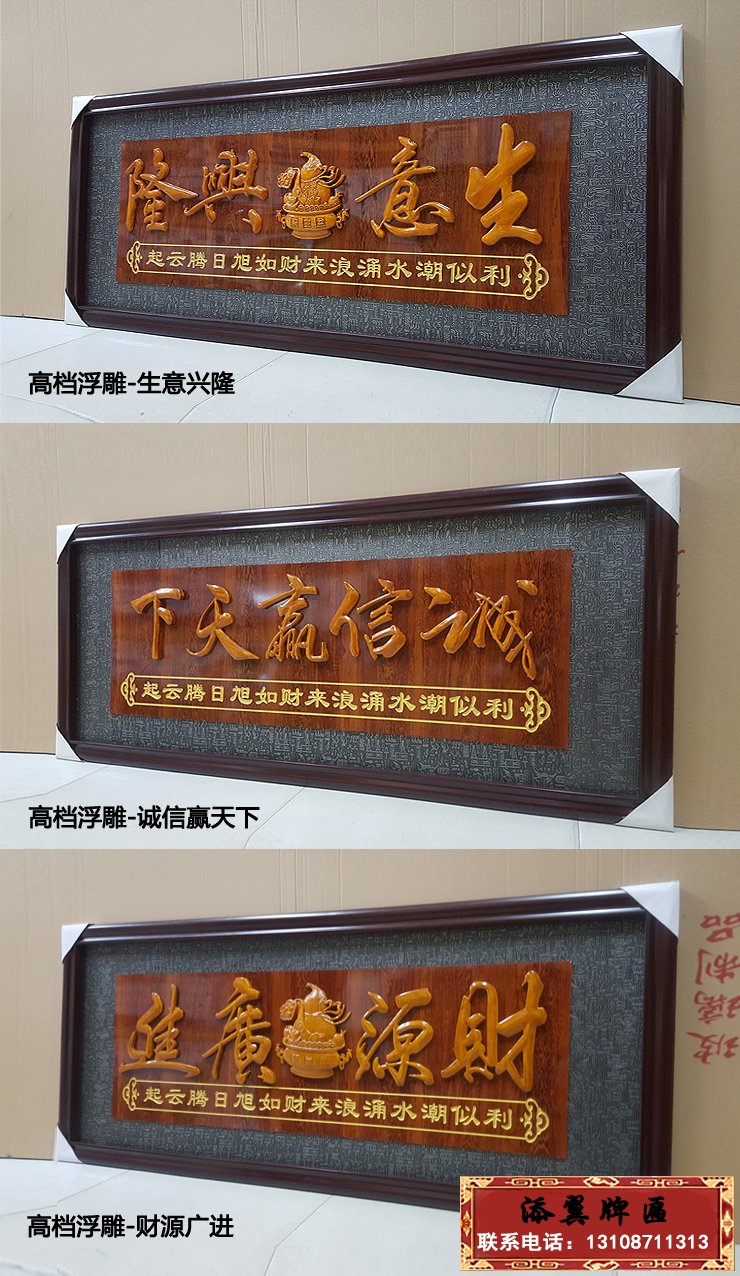 生意興隆
利似潮水涌浪来财如旭日腾云起
高档浮雕-生意兴隆
诚信赢天下
利似潮水涌浪来财如旭日腾云起
高档浮雕-诚信赢天下
財源廣進
利似潮水涌浪来财如旭日腾云起
玻璃制品
高档浮雕-财源广进
添翼牌匾
联系电话：13108711313